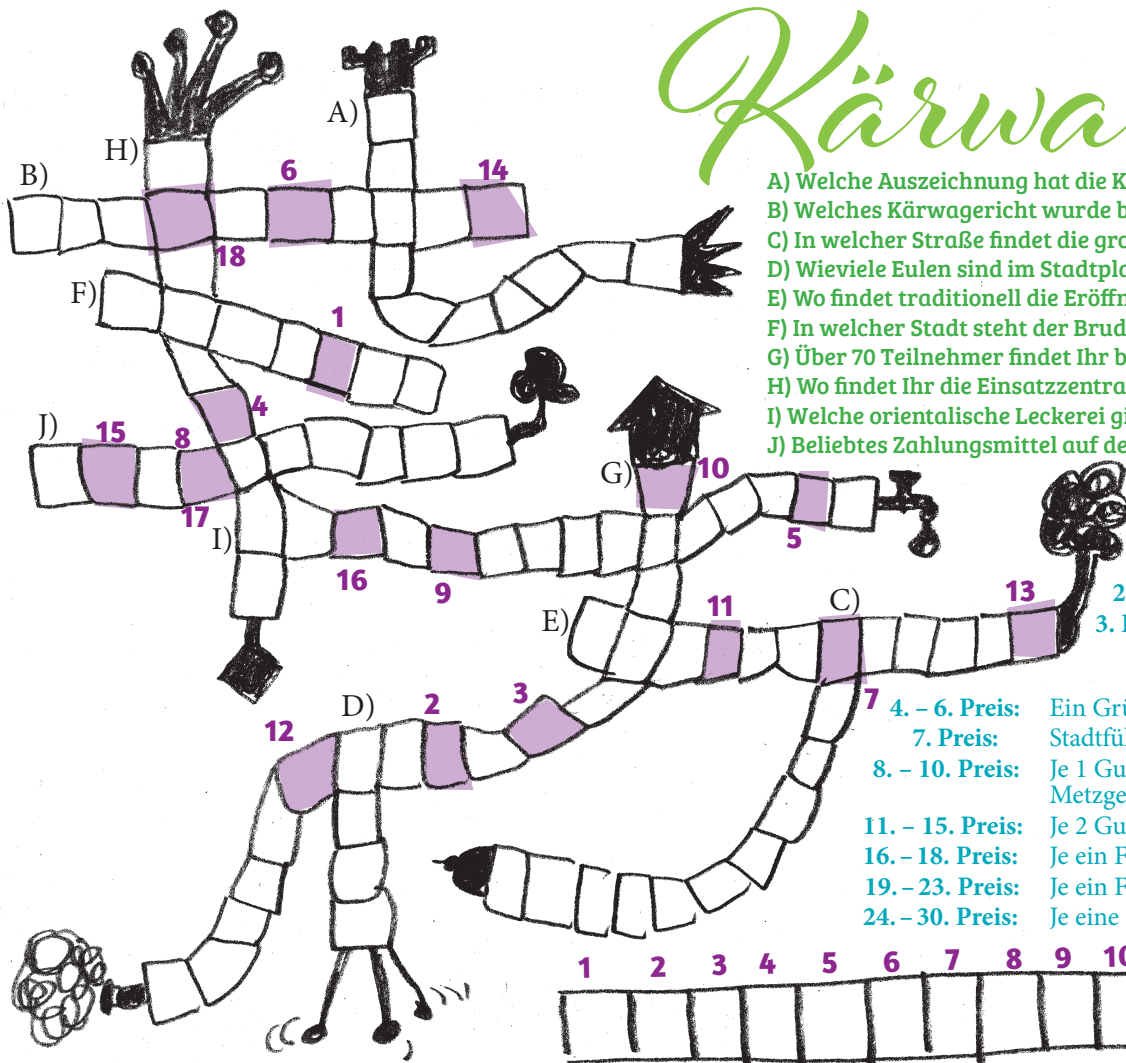 Kärwa
A)
H)
B)
6
14
18
F)
1
4
J)
15
8
17
I)
G)
10
16
9
5
E)
11
C)
13
7
D)
2
3
12
A) Welche Auszeichnung hat die K
B) Welches Kärwagericht wurde b
C) In welcher Straße findet die gro
D) Wieviele Eulen sind im Stadtpla
E) Wo findet traditionell die Eröffn
F) In welcher Stadt steht der Brud
G) Über 70 Teilnehmer findet Ihr b
H) Wo findet Ihr die Einsatzzentra
I) Welche orientalische Leckerei gi
J) Beliebtes Zahlungsmittel auf de
2
3.
4. – 6. Preis: Ein Grü
7. Preis: Stadtfül
8. – 10. Preis: Je 1 Gu
Metzge
11. – 15. Preis: Je 2 Gu
16. – 18. Preis: Je ein F
19. – 23. Preis: Je ein F
24. – 30. Preis: Je eine
1 2 3 4 5 6 7 8 9 10